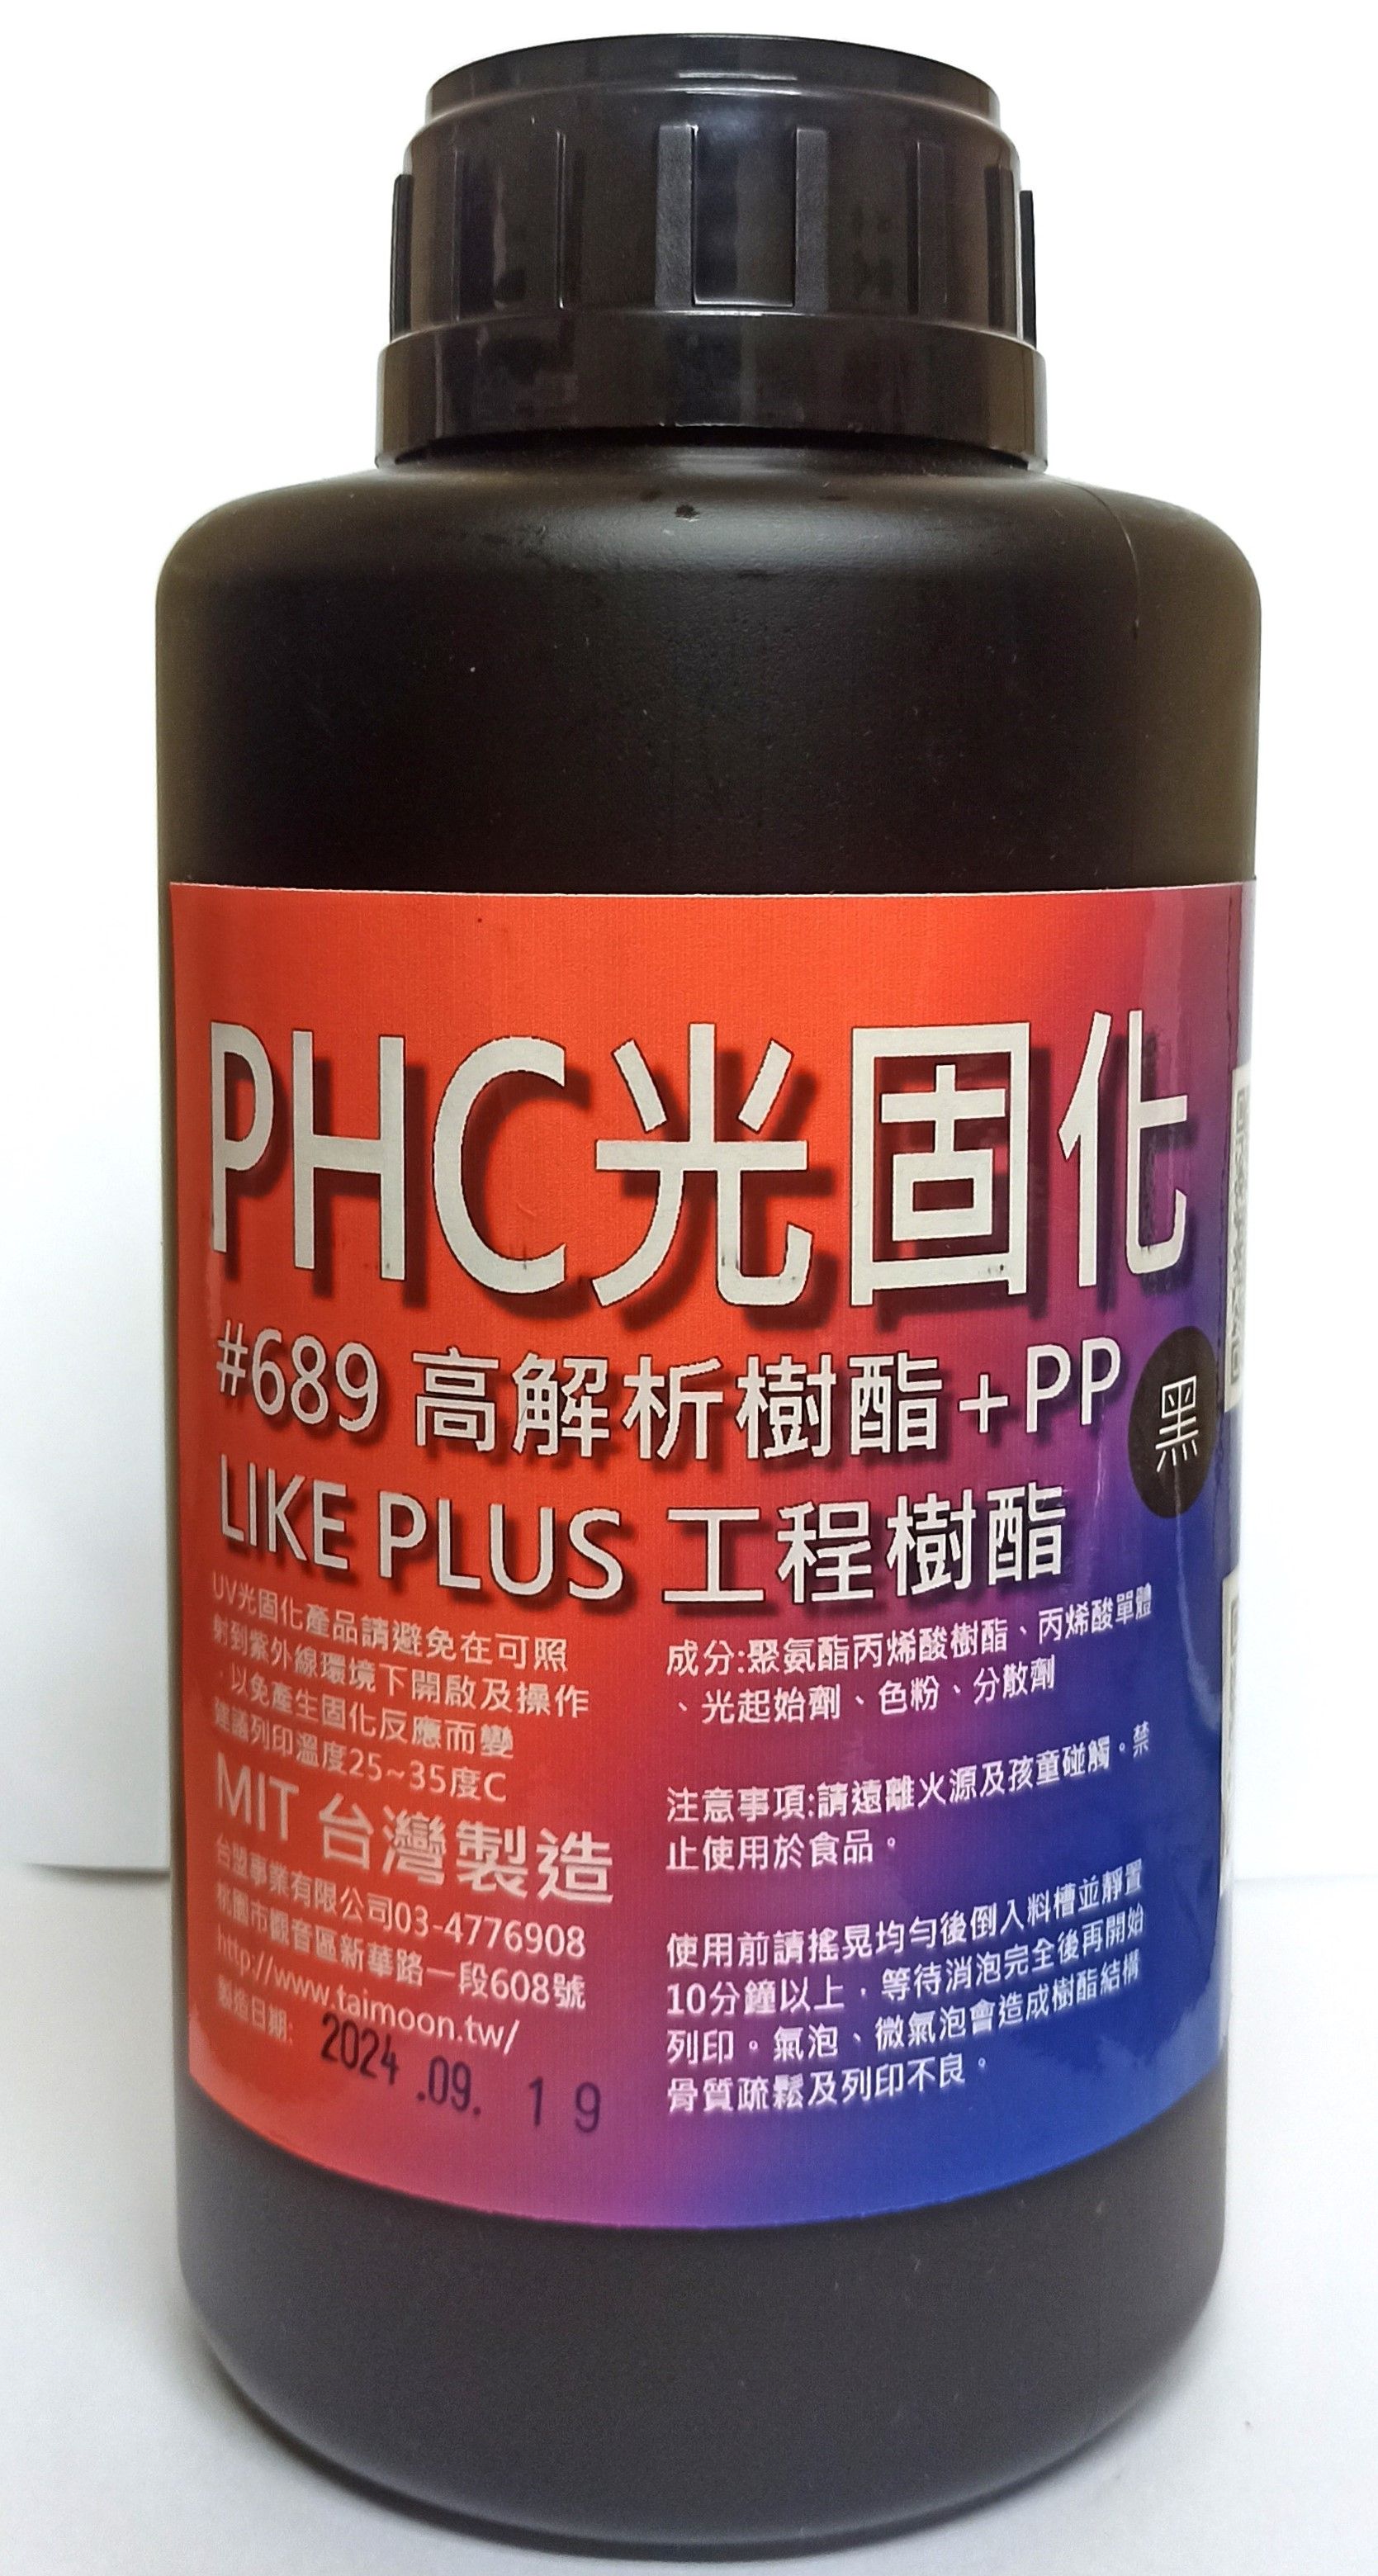 PHC光固化
#689 高解析樹酯+PP
黑
LIKE PLUS 工程樹酯
UV光固化產品請避免在可照
射到紫外線環境下開啟及操作
，以免產生固化反應而變
建議列印溫度25~35度C
MIT 台灣製造
台盟事業有限公司03-4776908
桃園市觀音區新華路一段608號
http://www.taimoon.tw/
製造日期: 2024.09.19
成分:聚氨酯丙烯酸樹酯、丙烯酸單體
、光起始劑、色粉、分散劑
注意事項:請遠離火源及孩童碰觸。禁
止使用於食品。
使用前請搖晃均勻後倒入料槽並靜置
10分鐘以上，等待消泡完全後再開始
列印。氣泡、微氣泡會造成樹酯結構
骨質疏鬆及列印不良。